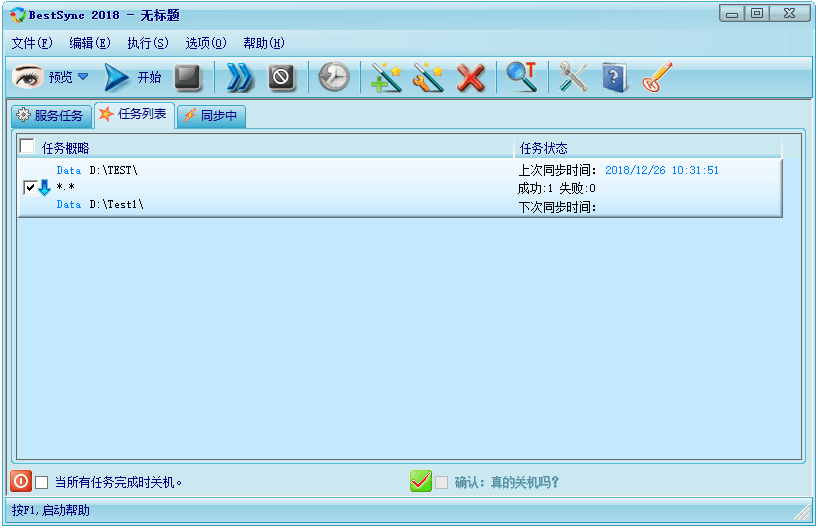 BestSync 2018 - 无标题
文件(F) 编辑(E) 执行(S) 选项(O) 帮助(H)
预览 开始
服务任务 任务列表 同步中
任务概略 任务状态
Data D:\TEST\ 上次同步时间: 2018/12/26 10:31:51
*.* 成功:1 失败:0
Data D:\Test1\ 下次同步时间:
当所有任务完成时关机。 确认: 真的关机吗?
按F1,启动帮助